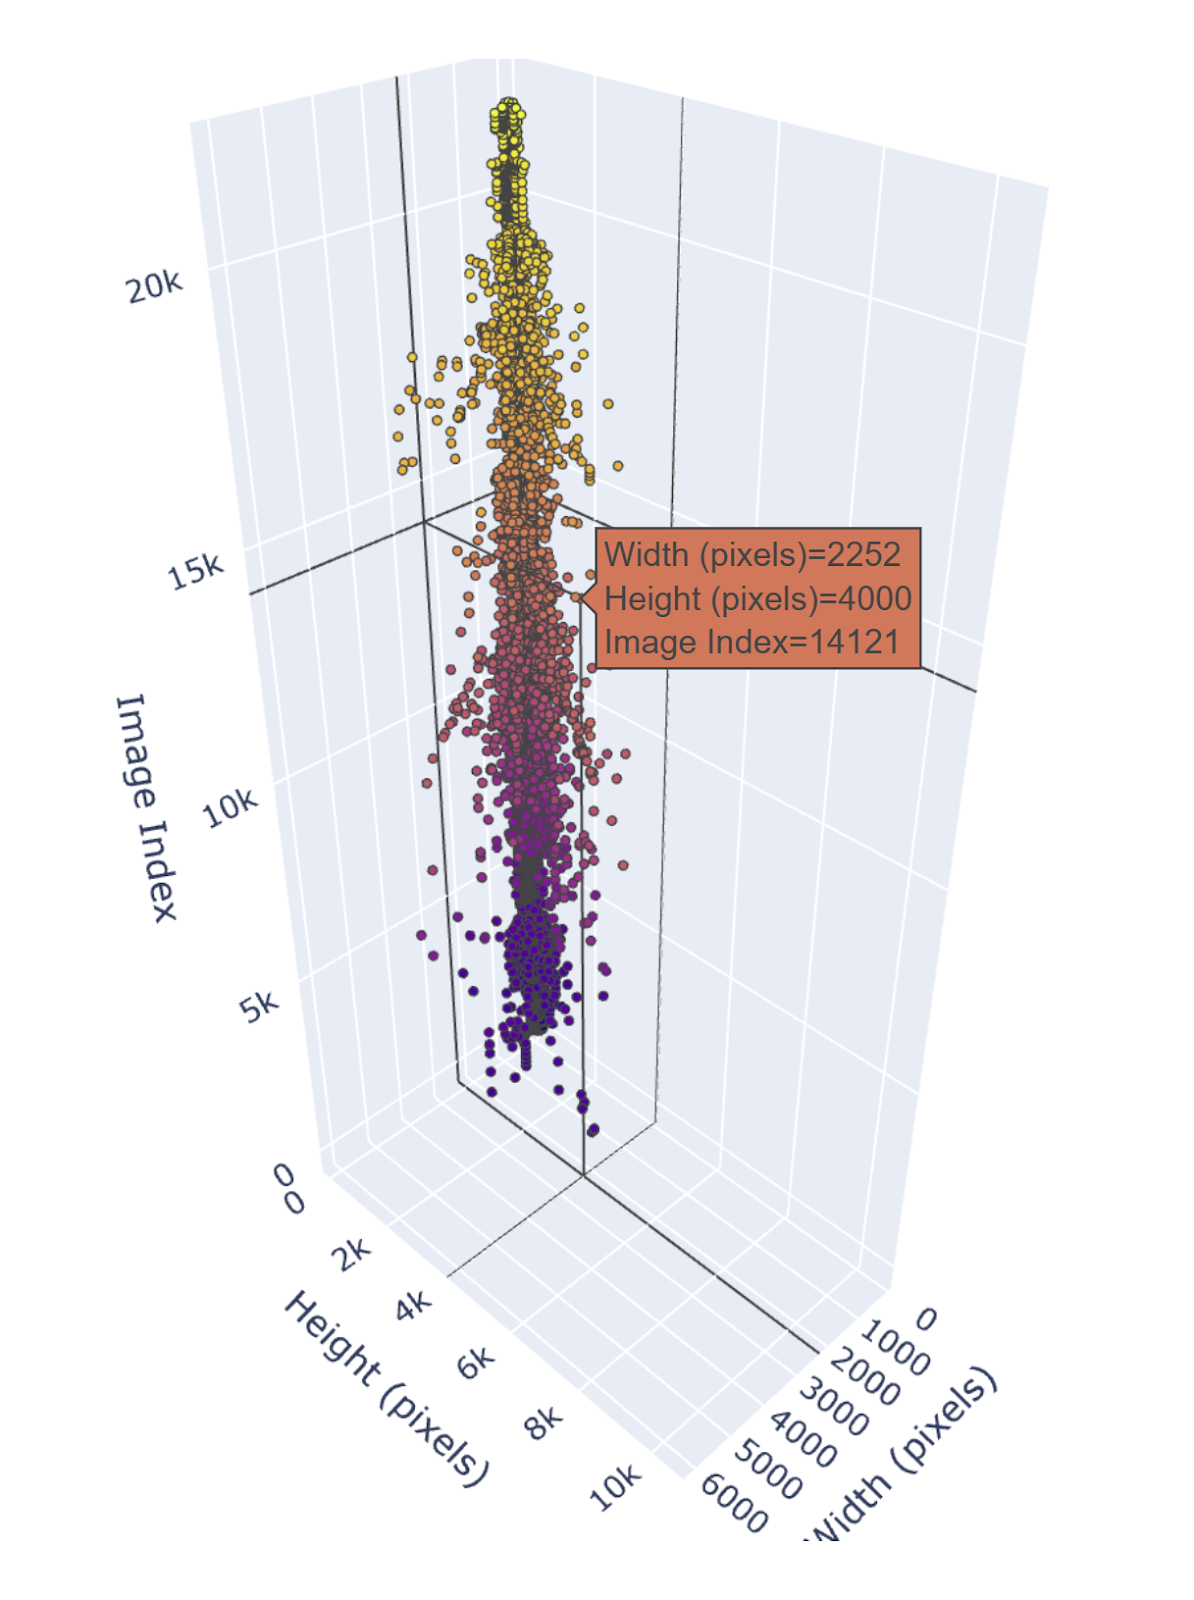 20k
15k
10k
5k
0
Image Index
Width (pixels)=2252
Height (pixels)=4000
Image Index=14121
0
2k
4k
6k
8k
10k
Height (pixels)
0
1000
2000
3000
4000
5000
6000
Width (pixels)